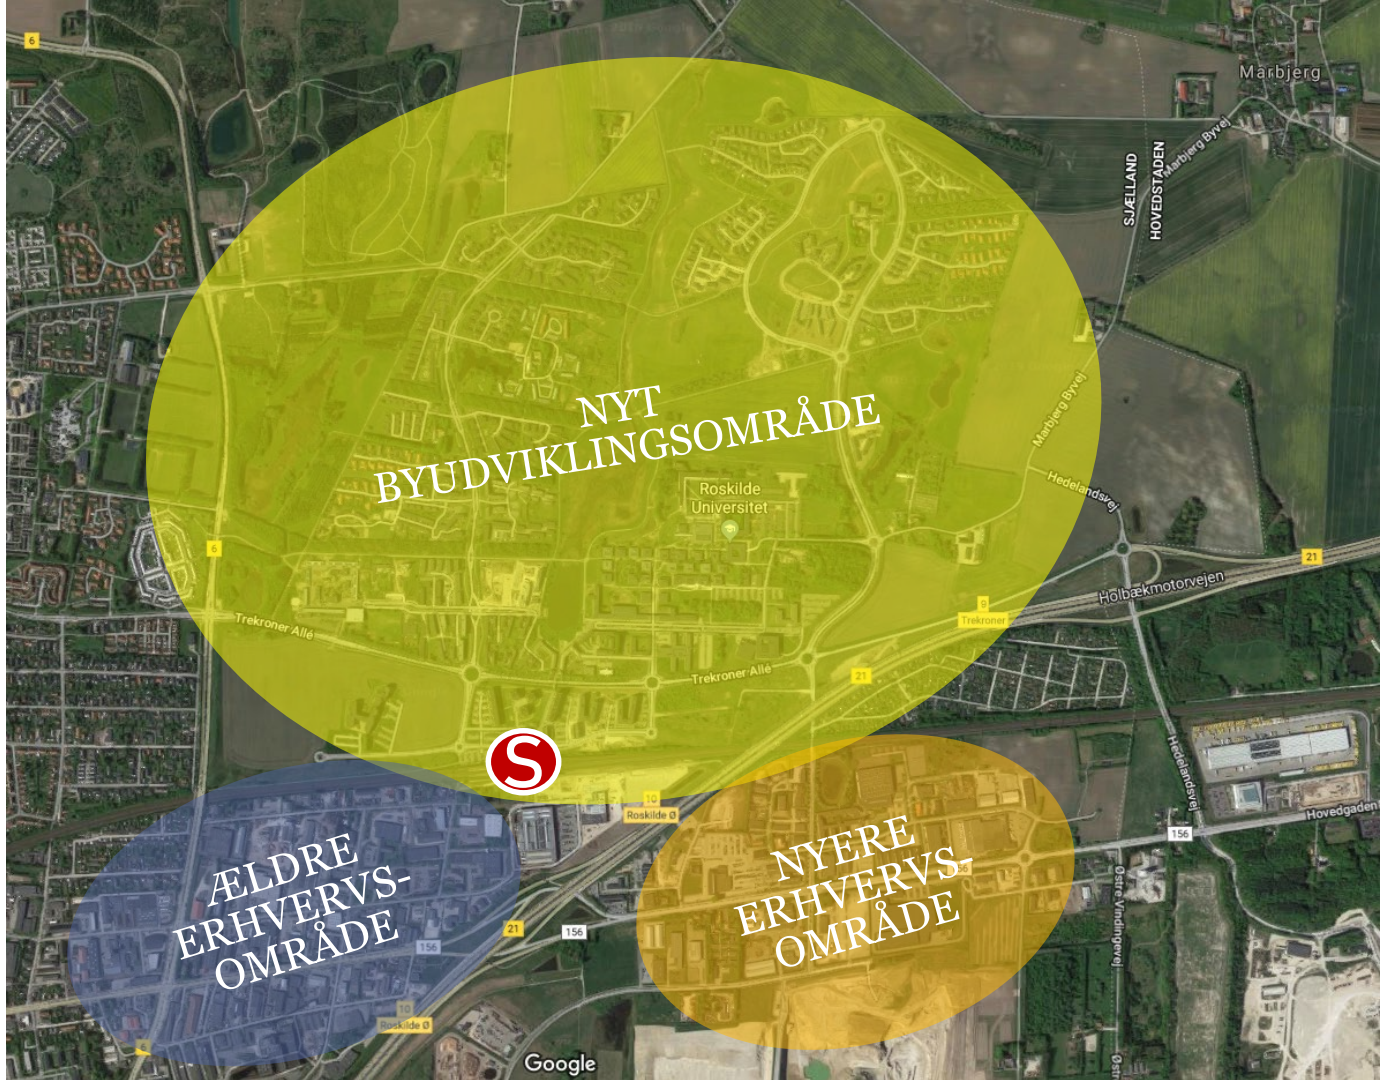 6
Marbjerg
Marbjerg Byvej
SJÆLLAND
HOVEDSTADEN
NYT
BYUDVIKLINGSOMRÅDE
Marbjerg Byvej
Roskilde
Universitet
Hedelandsvej
6
21
Holbækmotorvejen
9
Trekroner
Trekroner Allé
Trekroner Allé
21
S
Hedelandsvej
10
Roskilde Ø
Hovedgaden
156
ÆLDRE
ERHVERVS-
OMRÅDE
NYERE
ERHVERVS-
OMRÅDE
56
Østre Vindingevej
21
156
156
10
Roskilde Ø
Østr
Google